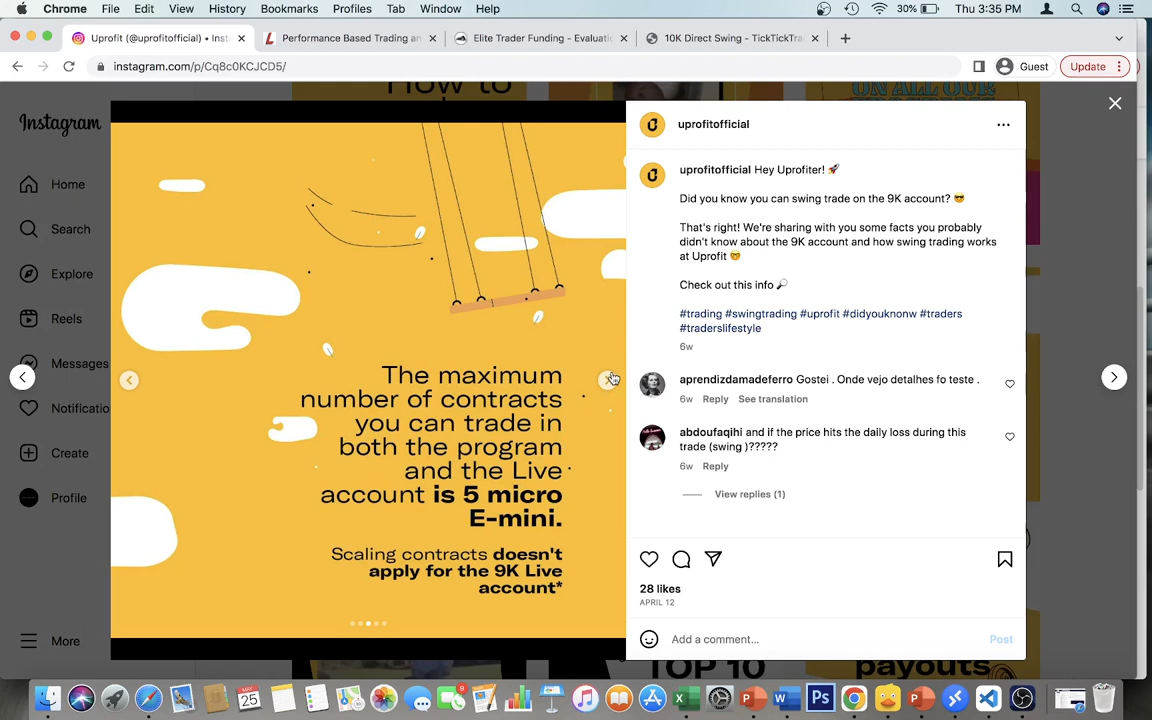 Chrome File Edit View History Bookmarks Profiles Tab Window Help 30% Thu 3:35 PM
Uprofit (@uprofitofficial) • Inst Performance Based Trading an Elite Trader Funding - Evaluati 10K Direct Swing - TickTickTra
instagram.com/p/Cq8c0KJCD5/ Guest Update
How to
ON ALL OUR
Instagram
Home
Search
Explore
Reels
Messages
Notificatio
Create
Profile
More
The maximum
number of contracts
you can trade in
both the program
and the Live
account is 5 micro
E-mini.
Scaling contracts doesn't
apply for the 9K Live
account*
uprofitofficial
uprofitofficial Hey Uprofiter! 🚀
Did you know you can swing trade on the 9K account? 😎
That's right! We're sharing with you some facts you probably
didn't know about the 9K account and how swing trading works
at Uprofit 🤓
Check out this info 🔎
#trading #swingtrading #uprofit #didyouknonw #traders
#traderslifestyle
6w
aprendizdamadeferro Gostei . Onde vejo detalhes fo teste .
6w Reply See translation
abdoufaqihi and if the price hits the daily loss during this
trade (swing )?????
6w Reply
View replies (1)
28 likes
APRIL 12
Add a comment... Post
TOP 10
payouts